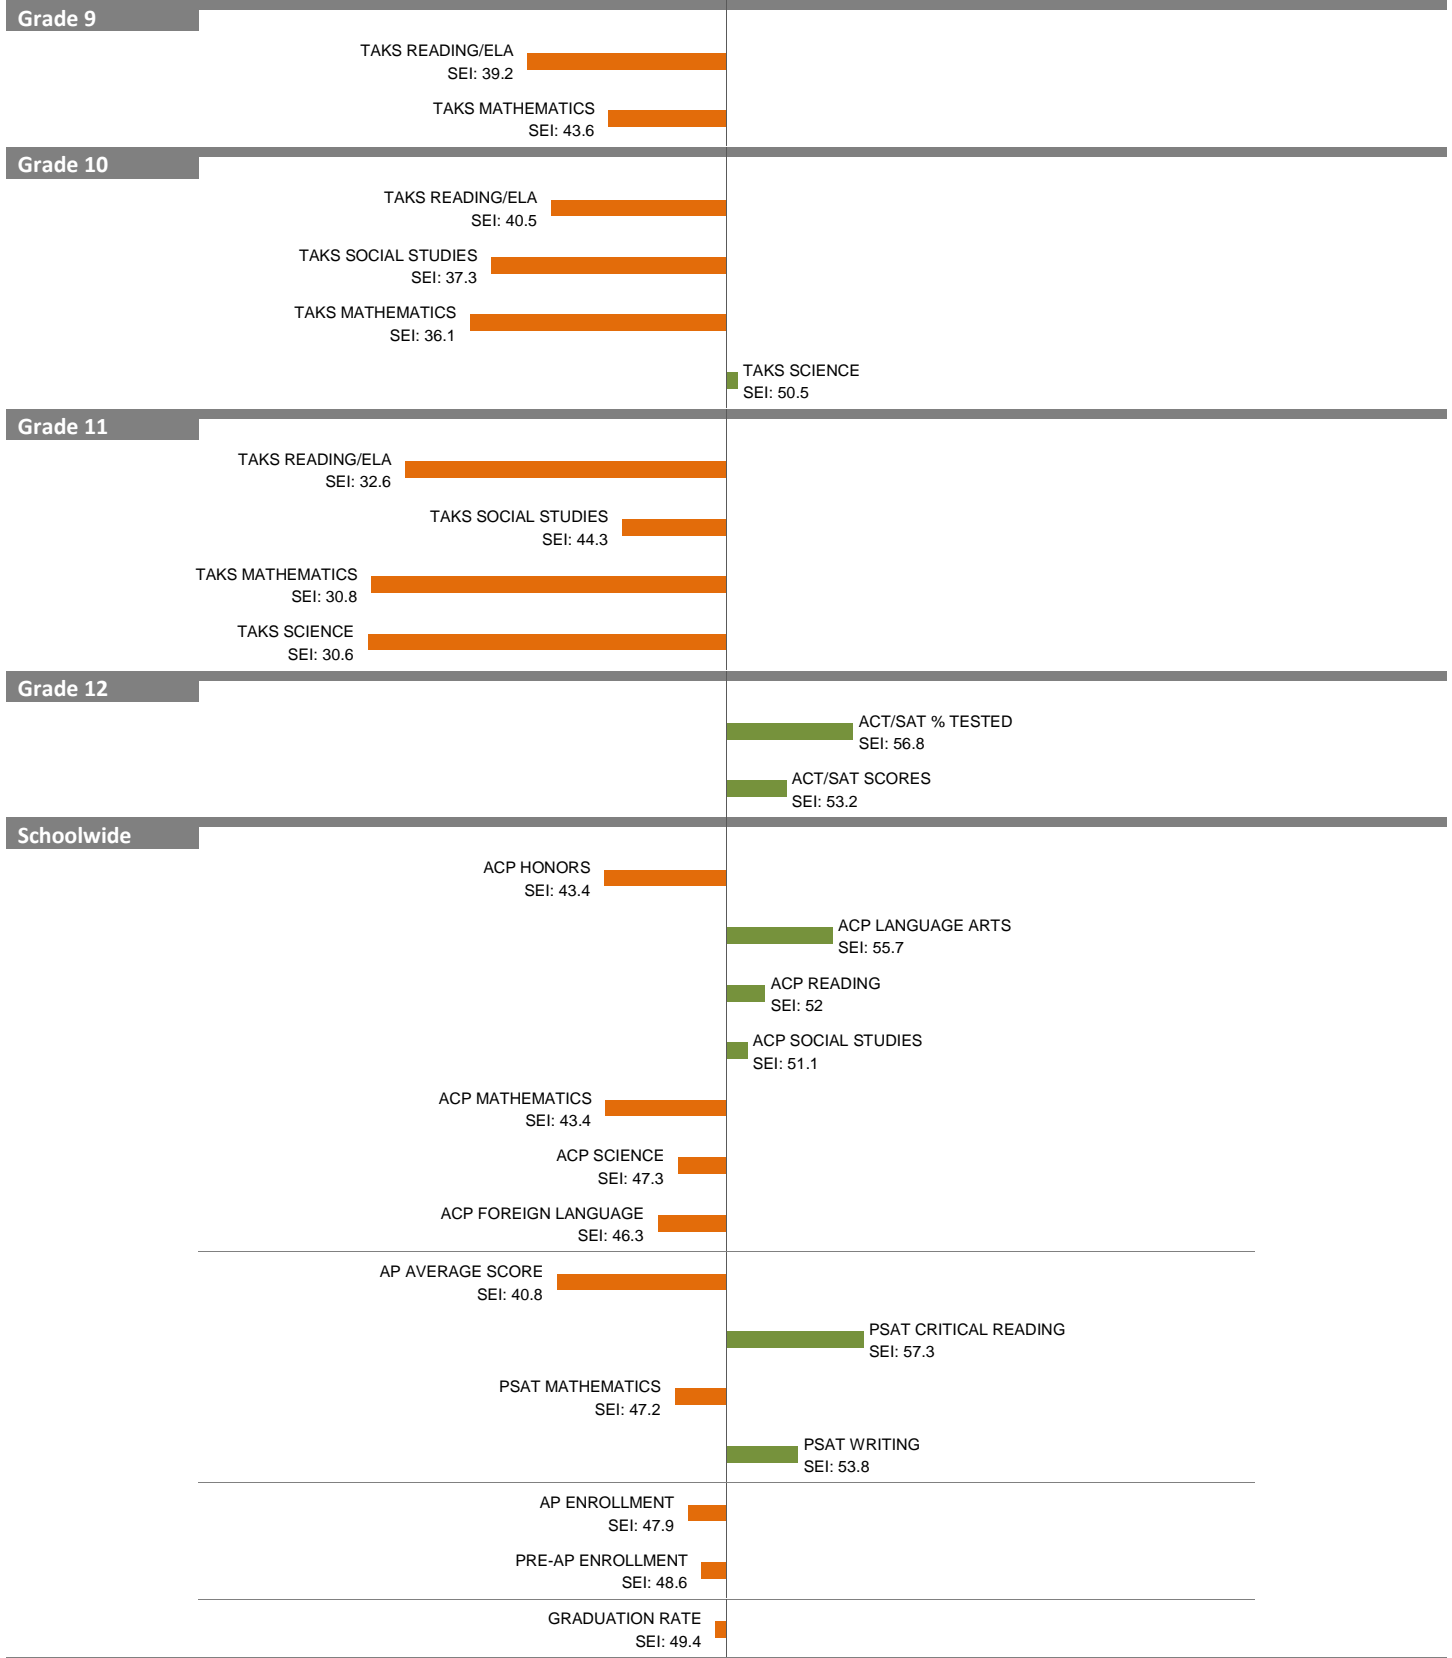 Grade 9
TAKS READING/ELA
SEI: 39.2
TAKS MATHEMATICS
SEI: 43.6
Grade 10
TAKS READING/ELA
SEI: 40.5
TAKS SOCIAL STUDIES
SEI: 37.3
TAKS MATHEMATICS
SEI: 36.1
TAKS SCIENCE
SEI: 50.5
Grade 11
TAKS READING/ELA
SEI: 32.6
TAKS SOCIAL STUDIES
SEI: 44.3
TAKS MATHEMATICS
SEI: 30.8
TAKS SCIENCE
SEI: 30.6
Grade 12
ACT/SAT % TESTED
SEI: 56.8
ACT/SAT SCORES
SEI: 53.2
Schoolwide
ACP HONORS
SEI: 43.4
ACP LANGUAGE ARTS
SEI: 55.7
ACP READING
SEI: 52
ACP SOCIAL STUDIES
SEI: 51.1
ACP MATHEMATICS
SEI: 43.4
ACP SCIENCE
SEI: 47.3
ACP FOREIGN LANGUAGE
SEI: 46.3
AP AVERAGE SCORE
SEI: 40.8
PSAT CRITICAL READING
SEI: 57.3
PSAT MATHEMATICS
SEI: 47.2
PSAT WRITING
SEI: 53.8
AP ENROLLMENT
SEI: 47.9
PRE-AP ENROLLMENT
SEI: 48.6
GRADUATION RATE
SEI: 49.4